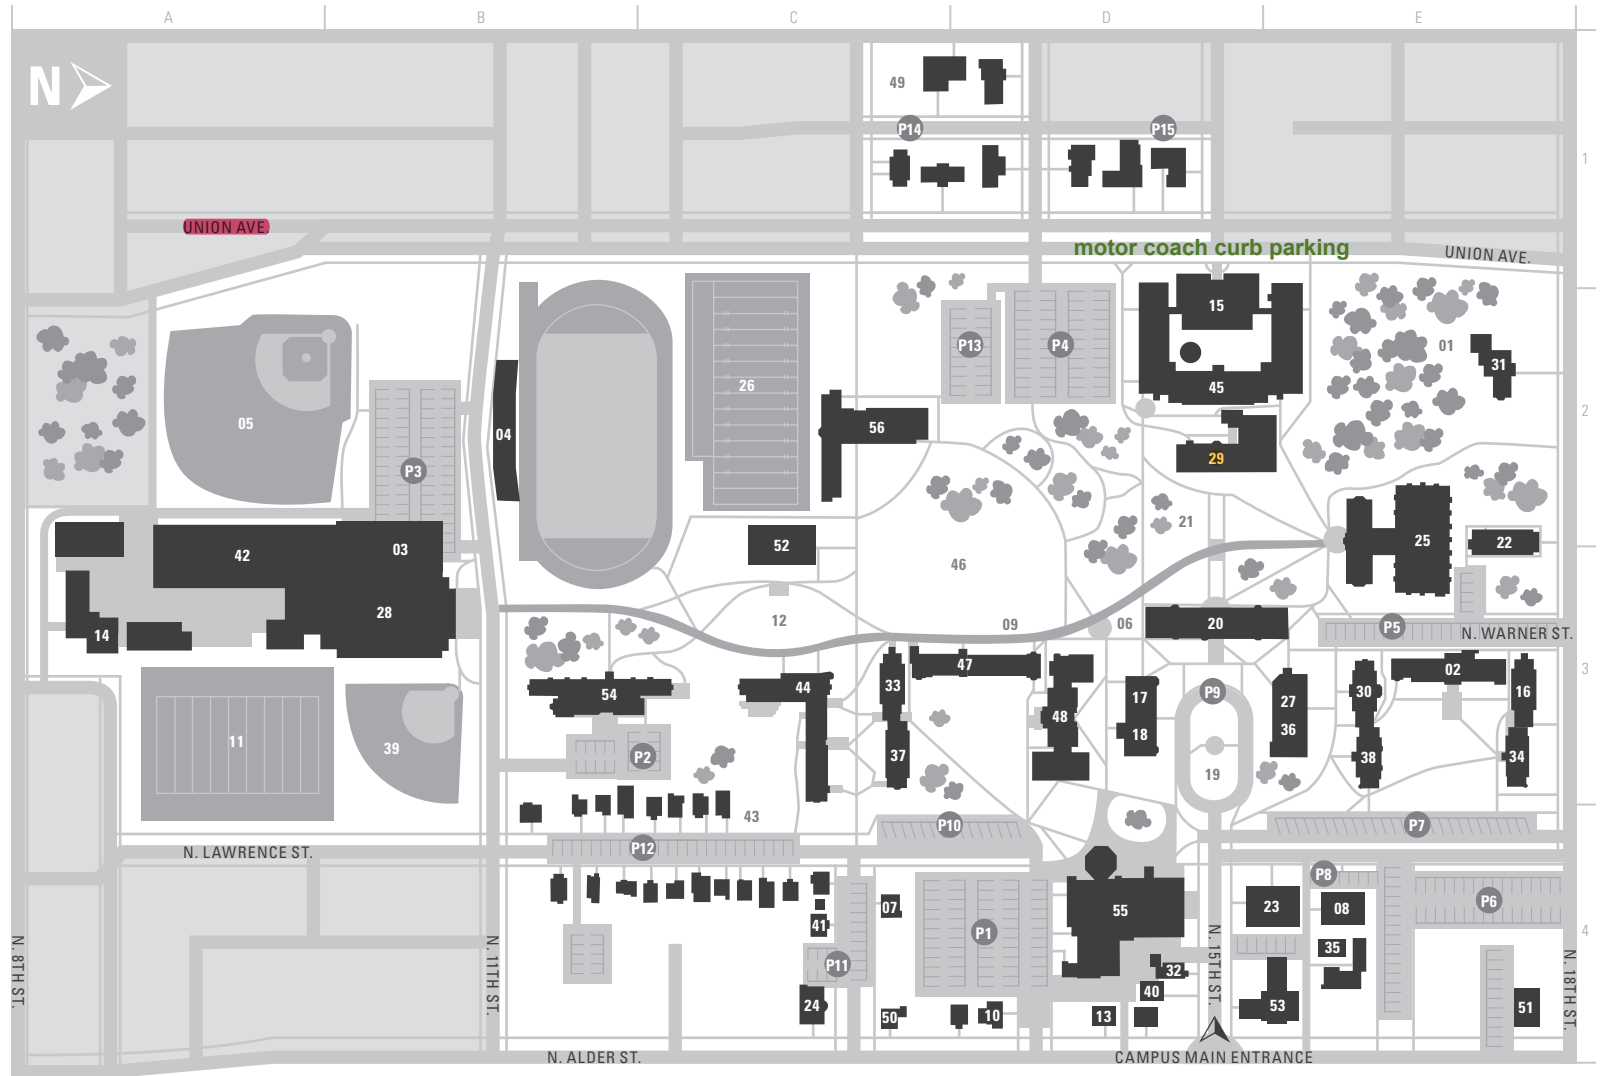 A B C D E
N
49
P14 P15
1
UNION AVE.
motor coach curb parking
UNION AVE.
15
01
P13 P4
31
26
45
2
05
04
56
29
P3
21
03
52
25
22
42
46
28
12
09
06
20
P5
14
N. WARNER ST.
47
02
3
54
44
33
17
P9
27
30
16
48
18
36
11
39
P2
37
38
34
19
43
P10
P7
N. LAWRENCE ST.
P12
P8
55
23
08
P6
07
41
P1
4
35
P11
32
N. 8TH ST.
N. 11TH ST.
N. 15TH ST.
N. 18TH ST.
40
24
50
10
13
53
51
N. ALDER ST.
CAMPUS MAIN ENTRANCE